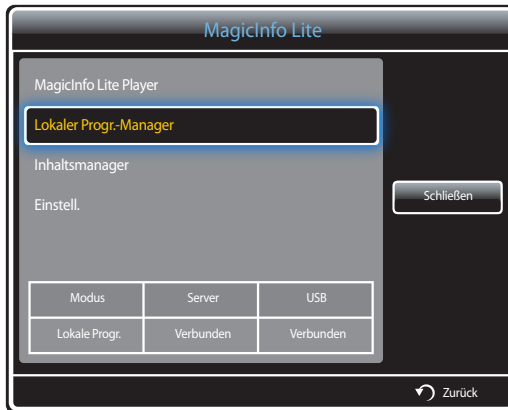 MagicInfo Lite
MagicInfo Lite Player
Lokaler Progr.-Manager
Inhaltsmanager
Einstell.
Schließen
Modus Server USB
Lokale Progr. Verbunden Verbunden
Zurück